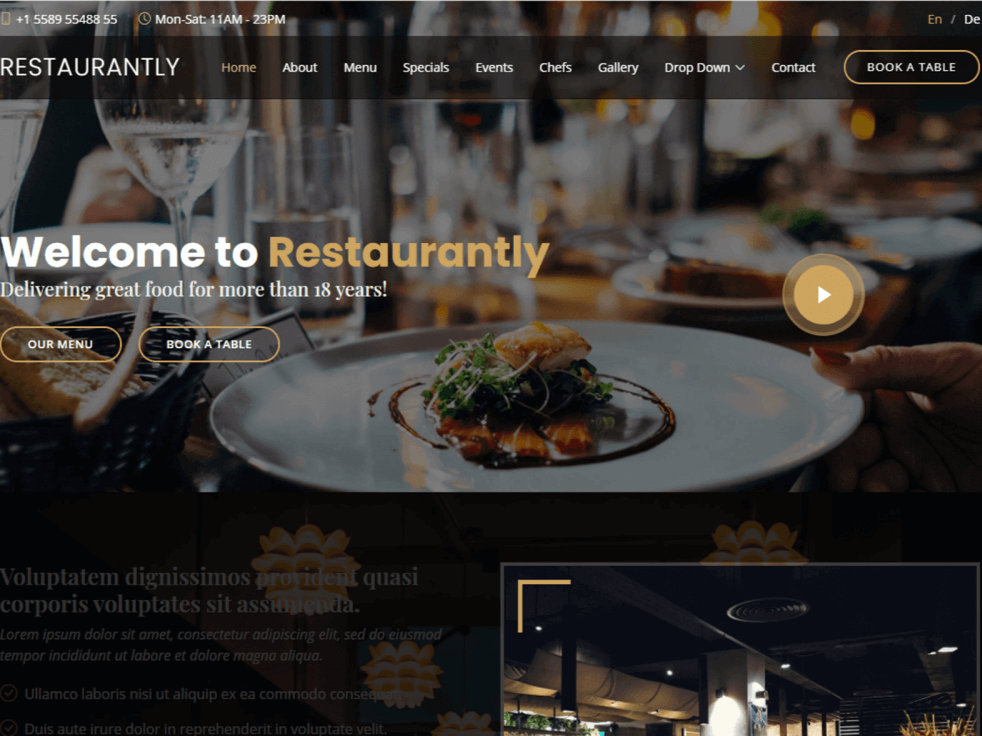 +1 5589 55488 55 Mon-Sat: 11AM - 23PM En / De
RESTAURANTLY Home About Menu Specials Events Chefs Gallery Drop Down Contact BOOK A TABLE
Welcome to Restaurantly
Delivering great food for more than 18 years!
OUR MENU BOOK A TABLE
Voluptatem dignissimos provident quasi
corporis voluptates sit assumenda.
Lorem ipsum dolor sit amet, consectetur adipiscing elit, sed do eiusmod
tempor incididunt ut labore et dolore magna aliqua.
Ullamco laboris nisi ut aliquip ex ea commodo consequat.
Duis aute irure dolor in reprehenderit in voluptate velit.